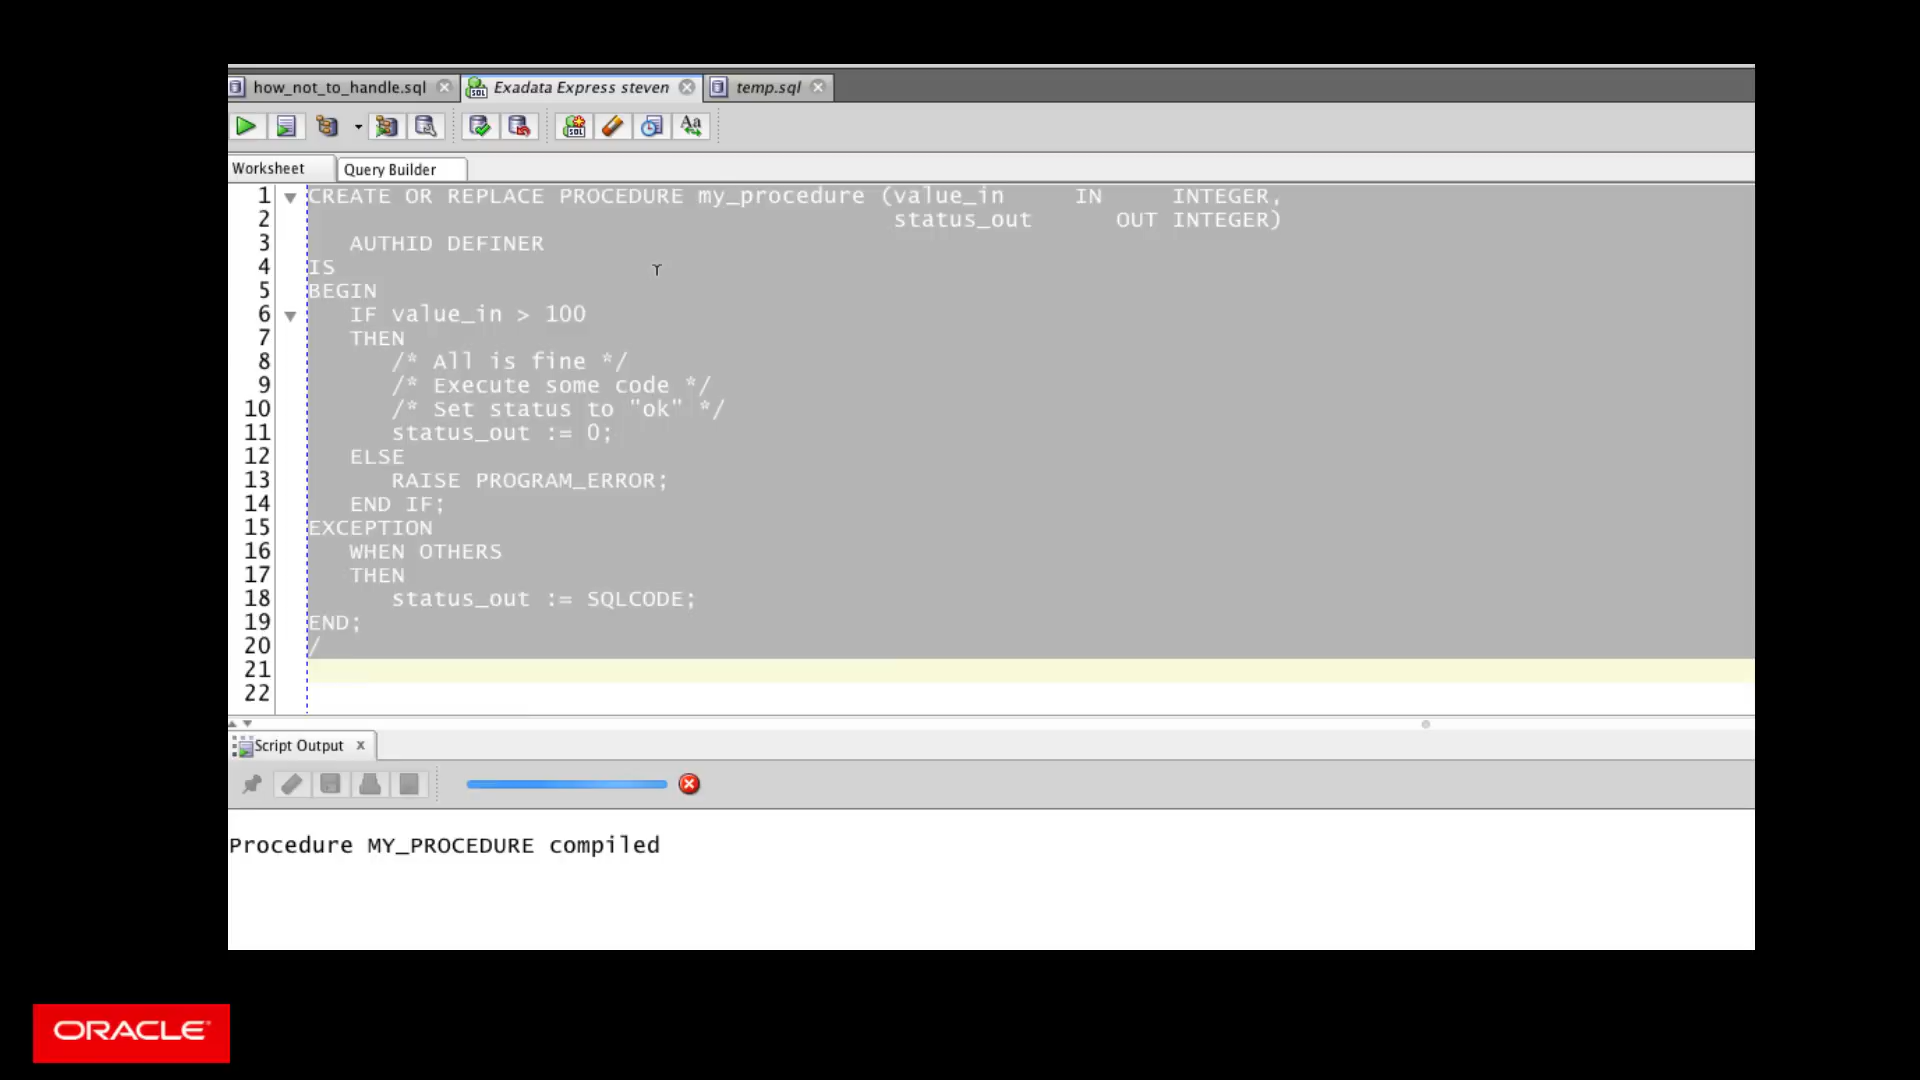 how_not_to_handle.sql
Exadata Express steven
temp.sql
Worksheet
Query Builder
1 CREATE OR REPLACE PROCEDURE my_procedure (value_in IN INTEGER,
2 status_out OUT INTEGER)
3 AUTHID DEFINER
4 IS
5 BEGIN
6 IF value_in > 100
7 THEN
8 /* All is fine */
9 /* Execute some code */
10 /* Set status to "ok" */
11 status_out := 0;
12 ELSE
13 RAISE PROGRAM_ERROR;
14 END IF;
15 EXCEPTION
16 WHEN OTHERS
17 THEN
18 status_out := SQLCODE;
19 END;
20 /
21
22
Script Output x
Procedure MY_PROCEDURE compiled
ORACLE